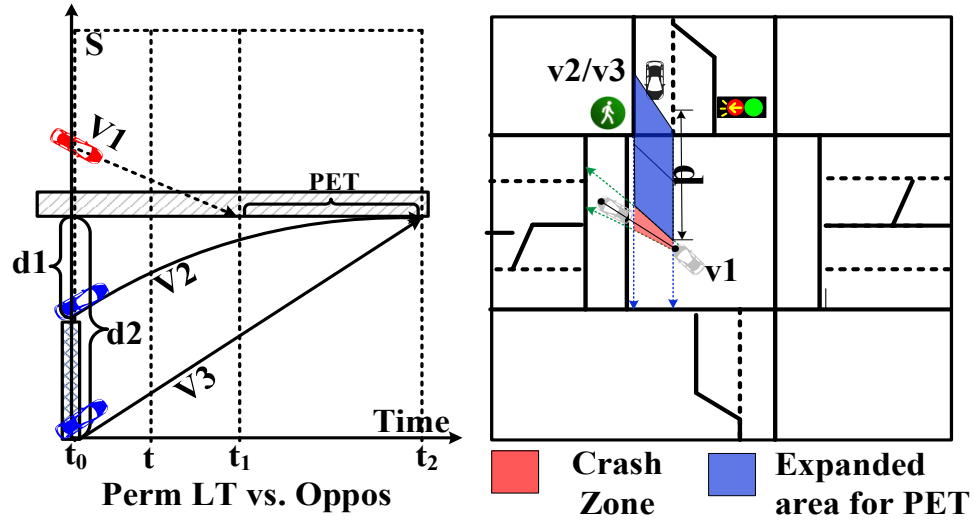 S
V1
PET
d1
V2
d2
V3
Time
t0 t t1 t2
Perm LT vs. Oppos
v2/v3
d
v1
Crash
Zone
Expanded
area for PET